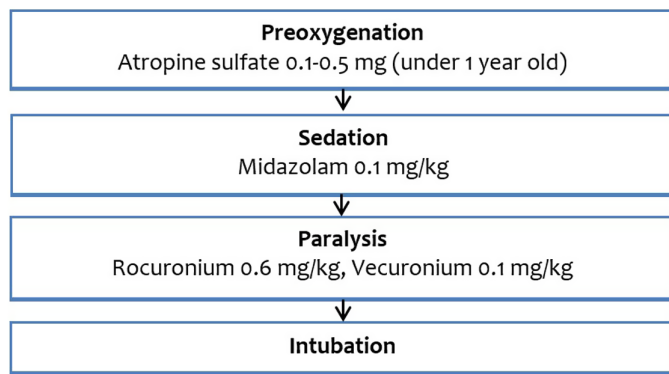 Preoxygenation
Atropine sulfate 0.1-0.5 mg (under 1 year old)
Sedation
Midazolam 0.1 mg/kg
Paralysis
Rocuronium 0.6 mg/kg, Vecuronium 0.1 mg/kg
Intubation